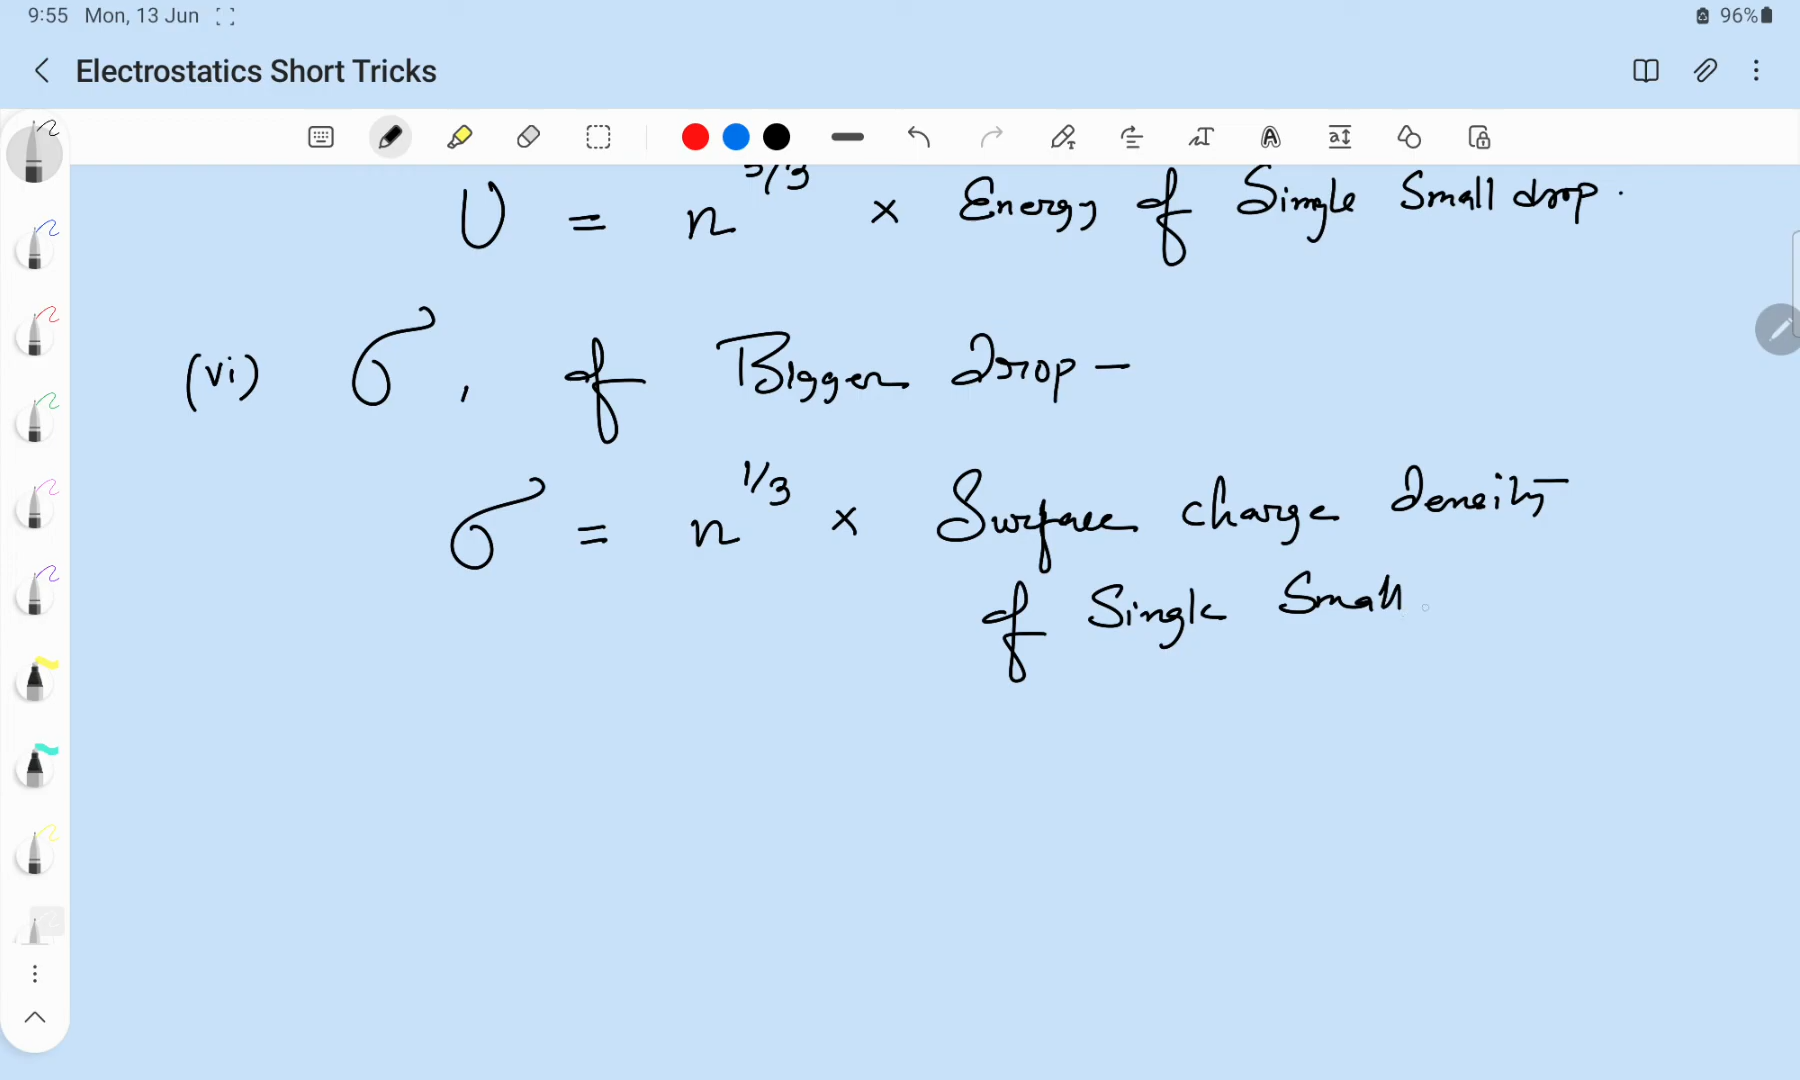 9:55 Mon, 13 Jun 96%
Electrostatics Short Tricks
U = n^5/3 × Energy of Single Small drop.
(vi) σ, of Bigger drop –
σ = n^1/3 × Surface charge density
of Single Small